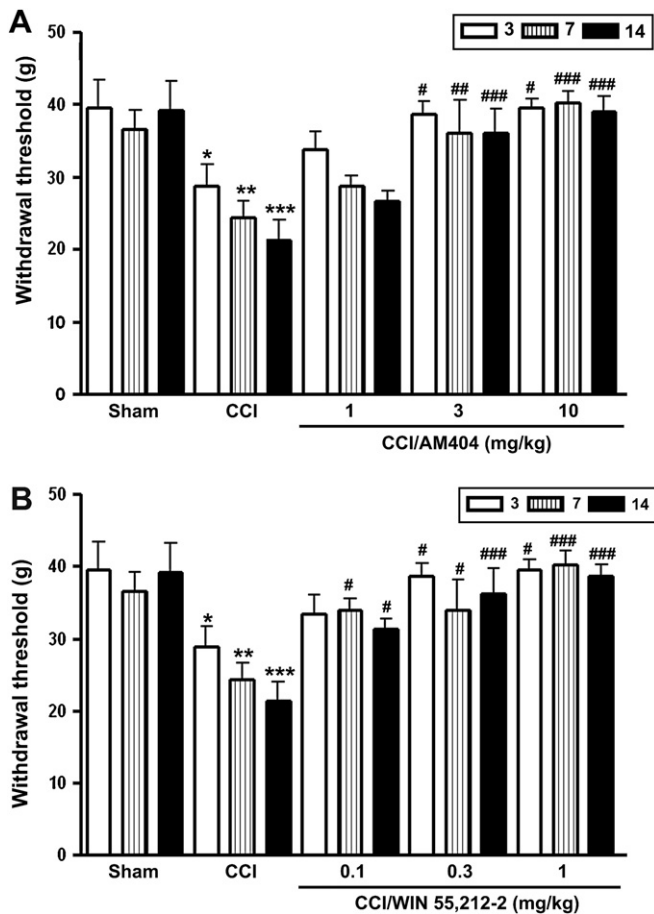 A
50
3 7 14
Withdrawal threshold (g)
# ## ### # ### ###
40
* ** ***
30
20
10
0
Sham CCI 1 3 10
CCI/AM404 (mg/kg)
B
50
3 7 14
Withdrawal threshold (g)
# # # # ### # ### ###
40
* ** ***
30
20
10
0
Sham CCI 0.1 0.3 1
CCI/WIN 55,212-2 (mg/kg)